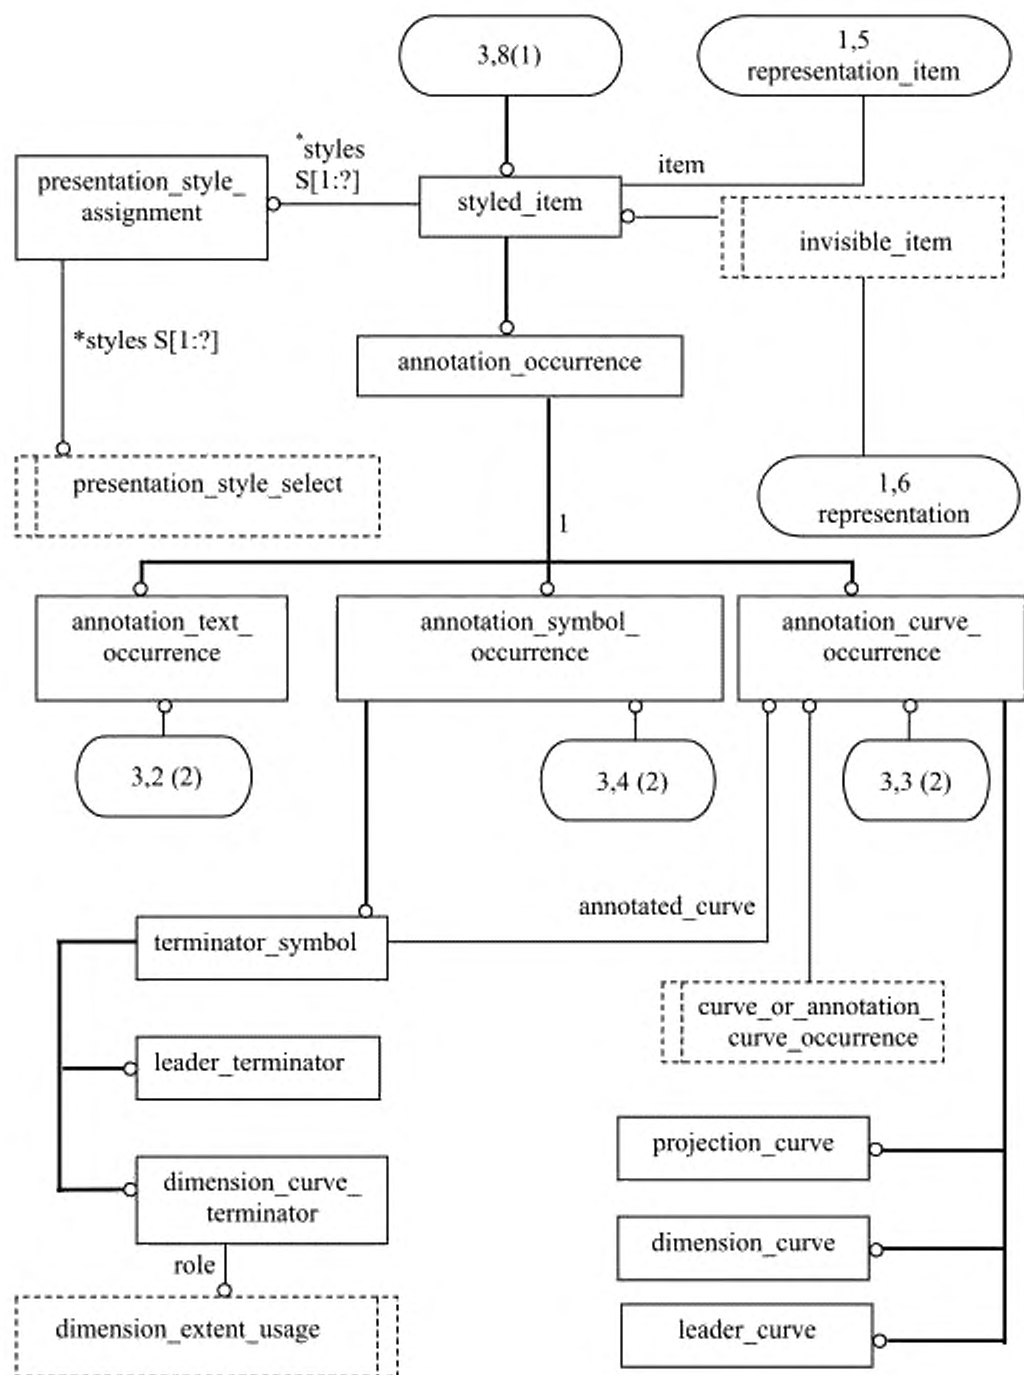 3,8(1)
1,5
representation_item
*styles
S[1:?]
item
presentation_style_
assignment
styled_item
invisible_item
*styles S[1:?]
annotation_occurrence
presentation_style_select
1,6
representation
1
annotation_text_
occurrence
annotation_symbol_
occurrence
annotation_curve_
occurrence
3,2 (2)
3,4 (2)
3,3 (2)
annotated_curve
terminator_symbol
curve_or_annotation_
curve_occurrence
leader_terminator
projection_curve
dimension_curve_
terminator
dimension_curve
role
dimension_extent_usage
leader_curve